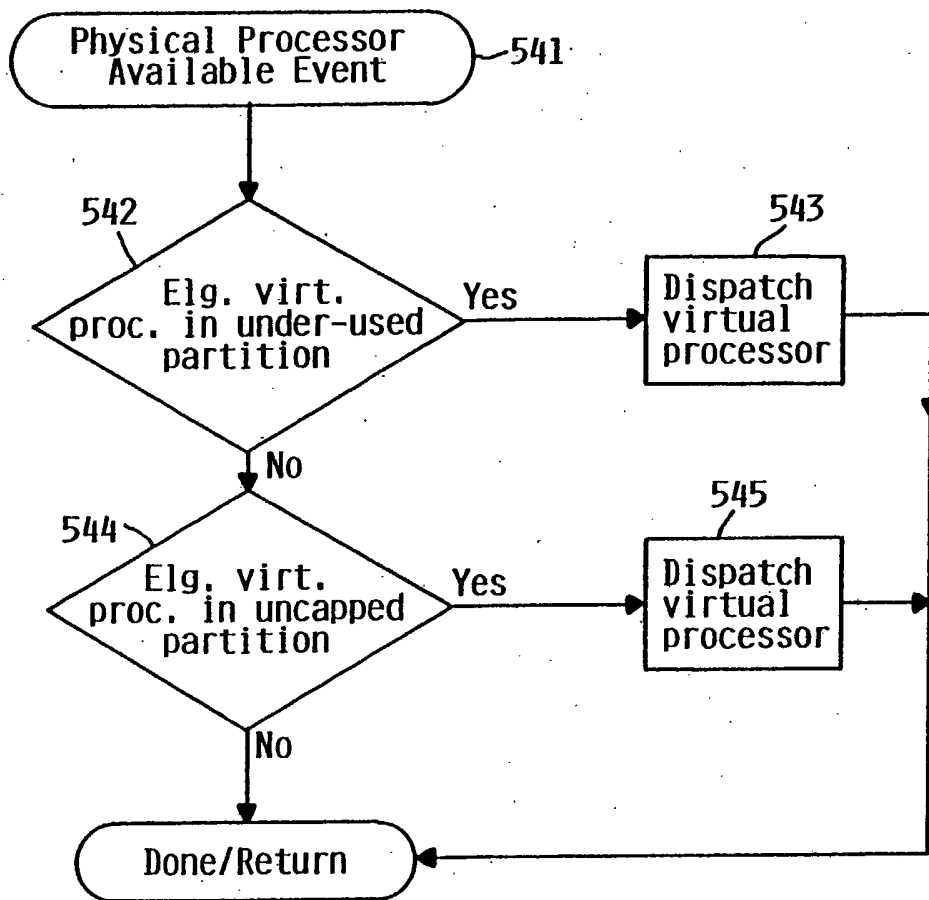 Physical Processor
Available Event
541
542
Elg. virt.
proc. in under-used
partition
Yes
543
Dispatch
virtual
processor
No
544
Elg. virt.
proc. in uncapped
partition
Yes
545
Dispatch
virtual
processor
No
Done/Return